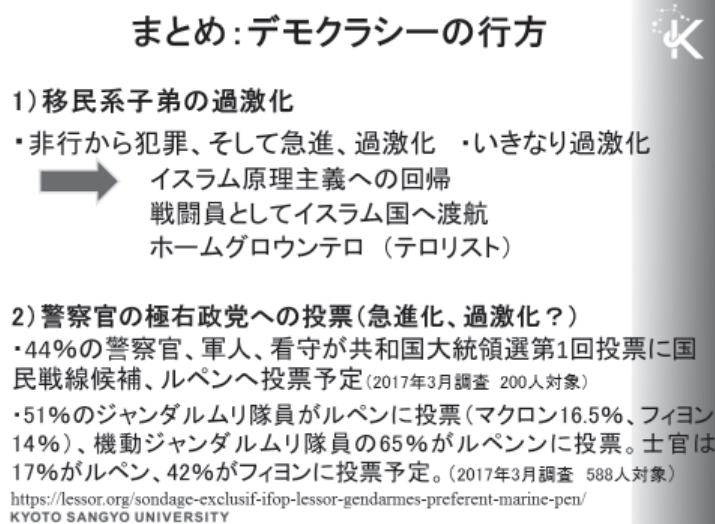 まとめ:デモクラシーの行方
1)移民系子弟の過激化
・非行から犯罪、そして急進、過激化 ・いきなり過激化
イスラム原理主義への回帰
戦闘員としてイスラム国へ渡航
ホームグロウンテロ (テロリスト)
2)警察官の極右政党への投票(急進化、過激化?)
・44%の警察官、軍人、看守が共和国大統領選第1回投票に国
民戦線候補、ルペンへ投票予定(2017年3月調査 200人対象)
・51%のジャンダルムリ隊員がルペンに投票(マクロン16.5%、フィヨン
14%)、機動ジャンダルムリ隊員の65%がルペンンに投票。士官は
17%がルペン、42%がフィヨンに投票予定。(2017年3月調査 588人対象)
https://lessor.org/sondage-exclusif-ifop-lessor-gendarmes-preferent-marine-pen/
KYOTO SANGYO UNIVERSITY